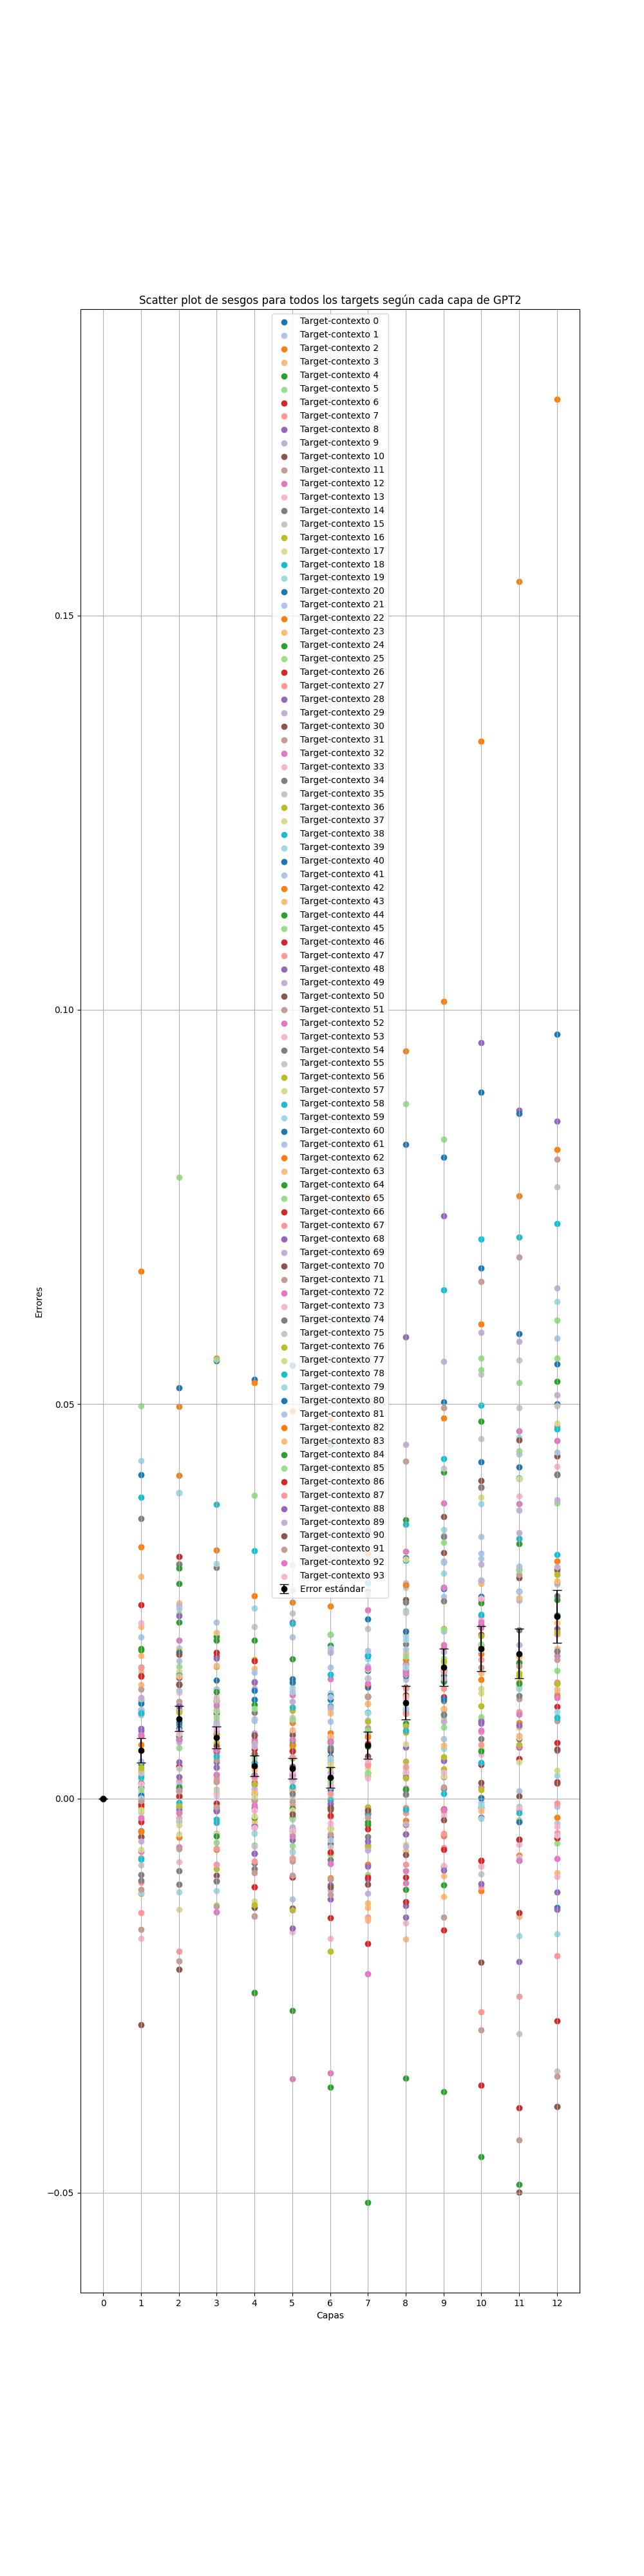 Scatter plot de sesgos para todos los targets según cada capa de GPT2
Target-contexto 0
Target-contexto 1
Target-contexto 2
Target-contexto 3
Target-contexto 4
Target-contexto 5
Target-contexto 6
Target-contexto 7
Target-contexto 8
Target-contexto 9
Target-contexto 10
Target-contexto 11
Target-contexto 12
Target-contexto 13
Target-contexto 14
Target-contexto 15
Target-contexto 16
Target-contexto 17
Target-contexto 18
Target-contexto 19
Target-contexto 20
Target-contexto 21
Target-contexto 22
Target-contexto 23
Target-contexto 24
Target-contexto 25
Target-contexto 26
Target-contexto 27
Target-contexto 28
Target-contexto 29
Target-contexto 30
Target-contexto 31
Target-contexto 32
Target-contexto 33
Target-contexto 34
Target-contexto 35
Target-contexto 36
Target-contexto 37
Target-contexto 38
Target-contexto 39
Target-contexto 40
Target-contexto 41
Target-contexto 42
Target-contexto 43
Target-contexto 44
Target-contexto 45
Target-contexto 46
Target-contexto 47
Target-contexto 48
Target-contexto 49
Target-contexto 50
Target-contexto 51
Target-contexto 52
Target-contexto 53
Target-contexto 54
Target-contexto 55
Target-contexto 56
Target-contexto 57
Target-contexto 58
Target-contexto 59
Target-contexto 60
Target-contexto 61
Target-contexto 62
Target-contexto 63
Target-contexto 64
Target-contexto 65
Target-contexto 66
Target-contexto 67
Target-contexto 68
Target-contexto 69
Target-contexto 70
Target-contexto 71
Target-contexto 72
Target-contexto 73
Target-contexto 74
Target-contexto 75
Target-contexto 76
Target-contexto 77
Target-contexto 78
Target-contexto 79
Target-contexto 80
Target-contexto 81
Target-contexto 82
Target-contexto 83
Target-contexto 84
Target-contexto 85
Target-contexto 86
Target-contexto 87
Target-contexto 88
Target-contexto 89
Target-contexto 90
Target-contexto 91
Target-contexto 92
Target-contexto 93
Error estándar
0.15
0.10
0.05
0.00
−0.05
Errores
0 1 2 3 4 5 6 7 8 9 10 11 12
Capas